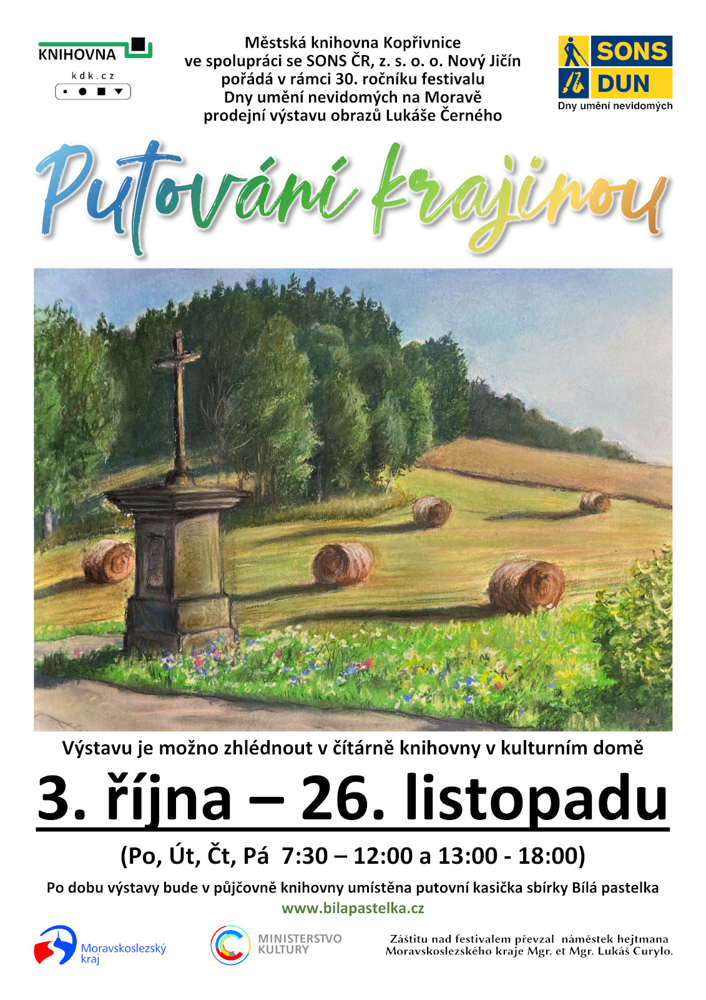 KNIHOVNA
kdk.cz
Městská knihovna Kopřivnice
ve spolupráci se SONS ČR, z. s. o. o. Nový Jičín
pořádá v rámci 30. ročníku festivalu
Dny umění nevidomých na Moravě
prodejní výstavu obrazů Lukáše Černého
SONS
DUN
Dny umění nevidomých
Putování krajinou
Výstavu je možno zhlédnout v čítárně knihovny v kulturním domě
3. října – 26. listopadu
(Po, Út, Čt, Pá  7:30 – 12:00 a 13:00 - 18:00)
Po dobu výstavy bude v půjčovně knihovny umístěna putovní kasička sbírky Bílá pastelka
www.bilapastelka.cz
Moravskoslezský
kraj
MINISTERSTVO
KULTURY
Záštitu nad festivalem převzal  náměstek hejtmana
Moravskoslezského kraje Mgr. et Mgr. Lukáš Curylo.